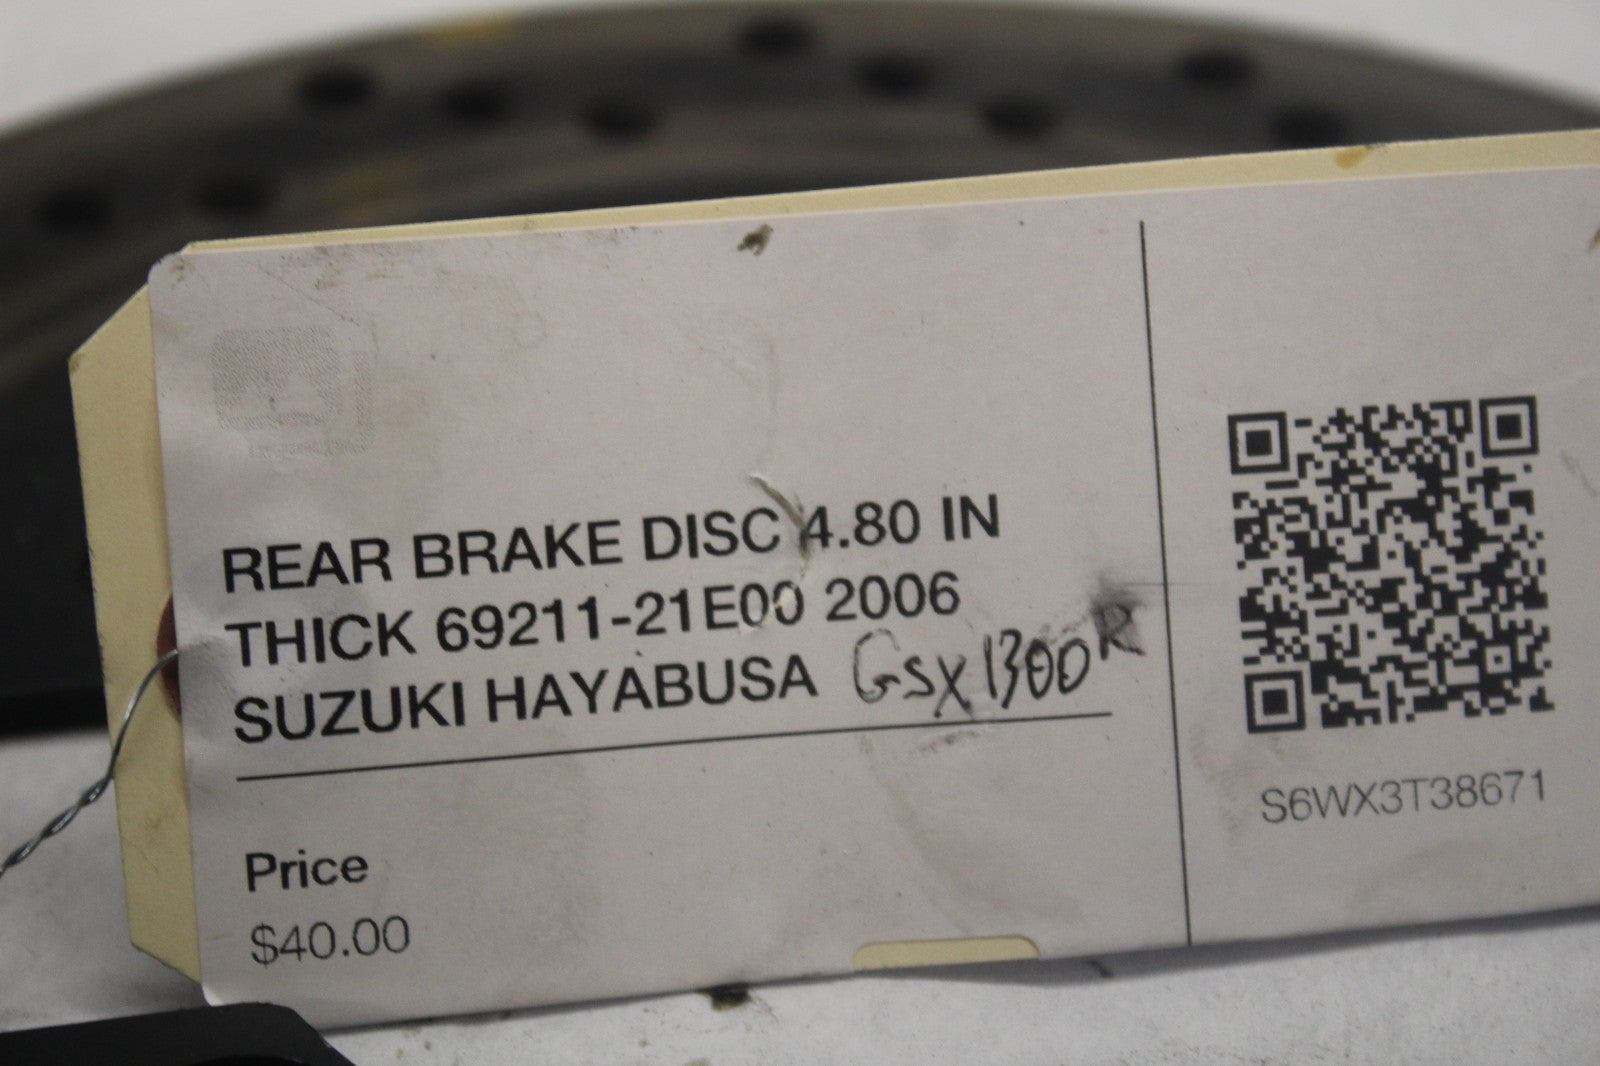 REAR BRAKE DISC 4.80 IN
THICK 69211-21E00 2006
SUZUKI HAYABUSA GSX1300R
Price
$40.00
S6WX3T38671